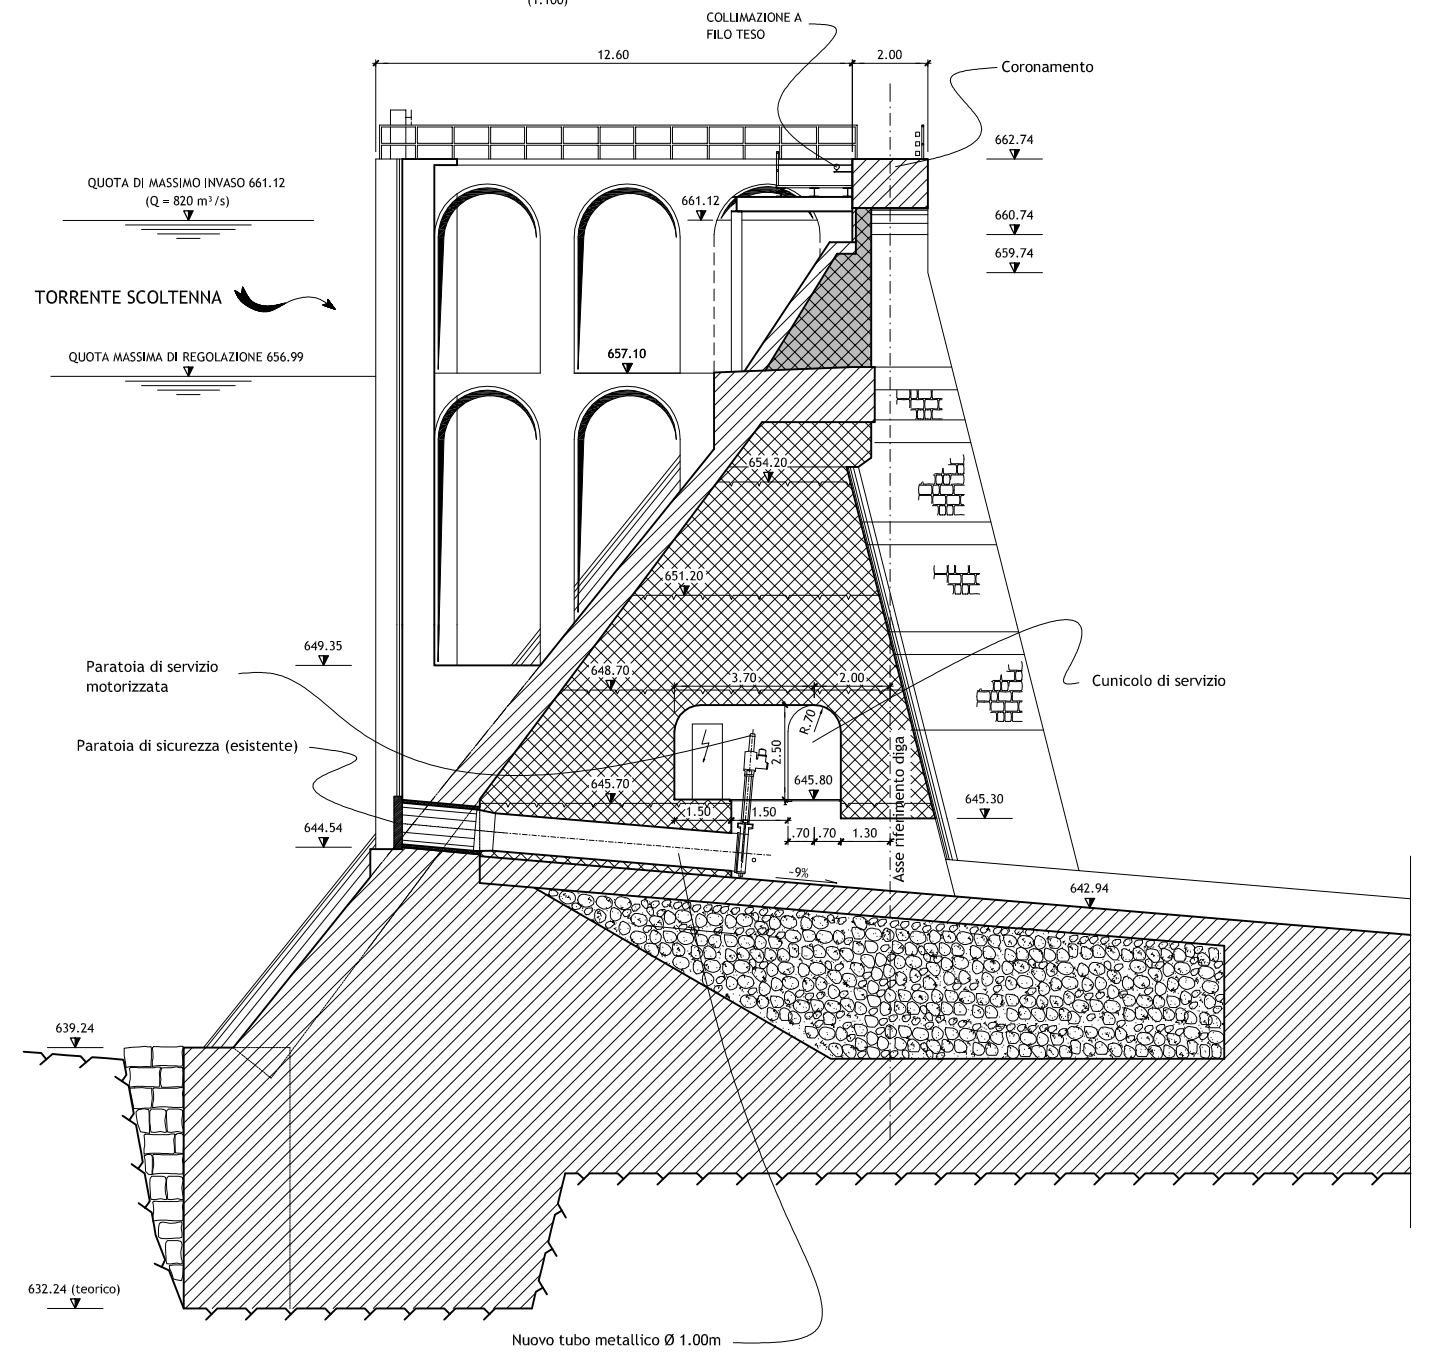 (1:100)
COLLIMAZIONE A
FILO TESO
12.60
2.00
Coronamento
662.74
QUOTA DI MASSIMO INVASO 661.12
(Q = 820 m³/s)
661.12
660.74
659.74
TORRENTE SCOLTENNA
QUOTA MASSIMA DI REGOLAZIONE 656.99
657.10
654.20
651.20
649.35
Paratoia di servizio
motorizzata
648.70
3.70
2.00
Cunicolo di servizio
R.70
Paratoia di sicurezza (esistente)
2.50
645.70
645.80
645.30
1.50
1.50
644.54
.70
.70
1.30
Asse riferimento diga
~9%
642.94
639.24
632.24 (teorico)
Nuovo tubo metallico Ø 1.00m